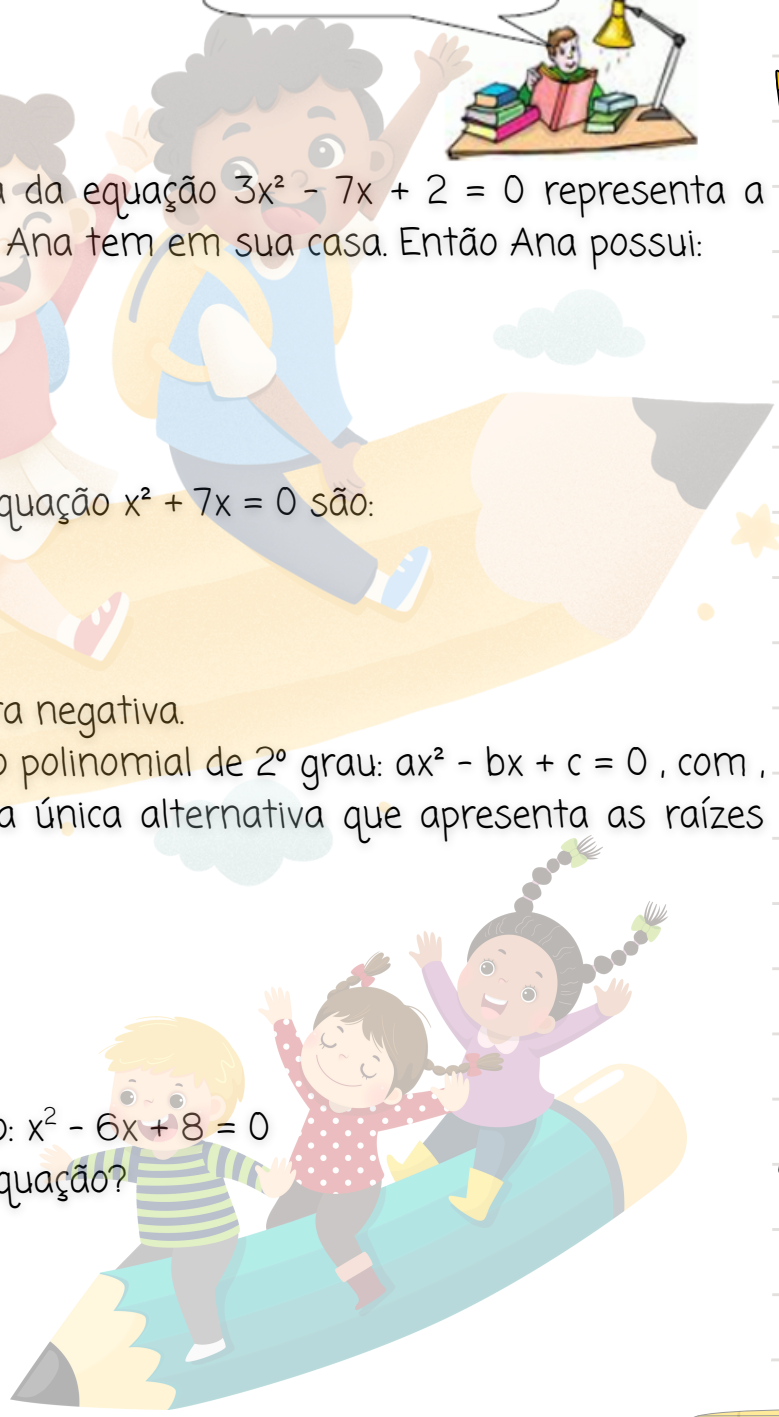 da equação 3x² - 7x + 2 = 0 representa a
Ana tem em sua casa. Então Ana possui:
quação x² + 7x = 0 são:
ra negativa.
polinomial de 2º grau: ax² - bx + c = 0 , com ,
a única alternativa que apresenta as raízes
: x² - 6x + 8 = 0
quação?